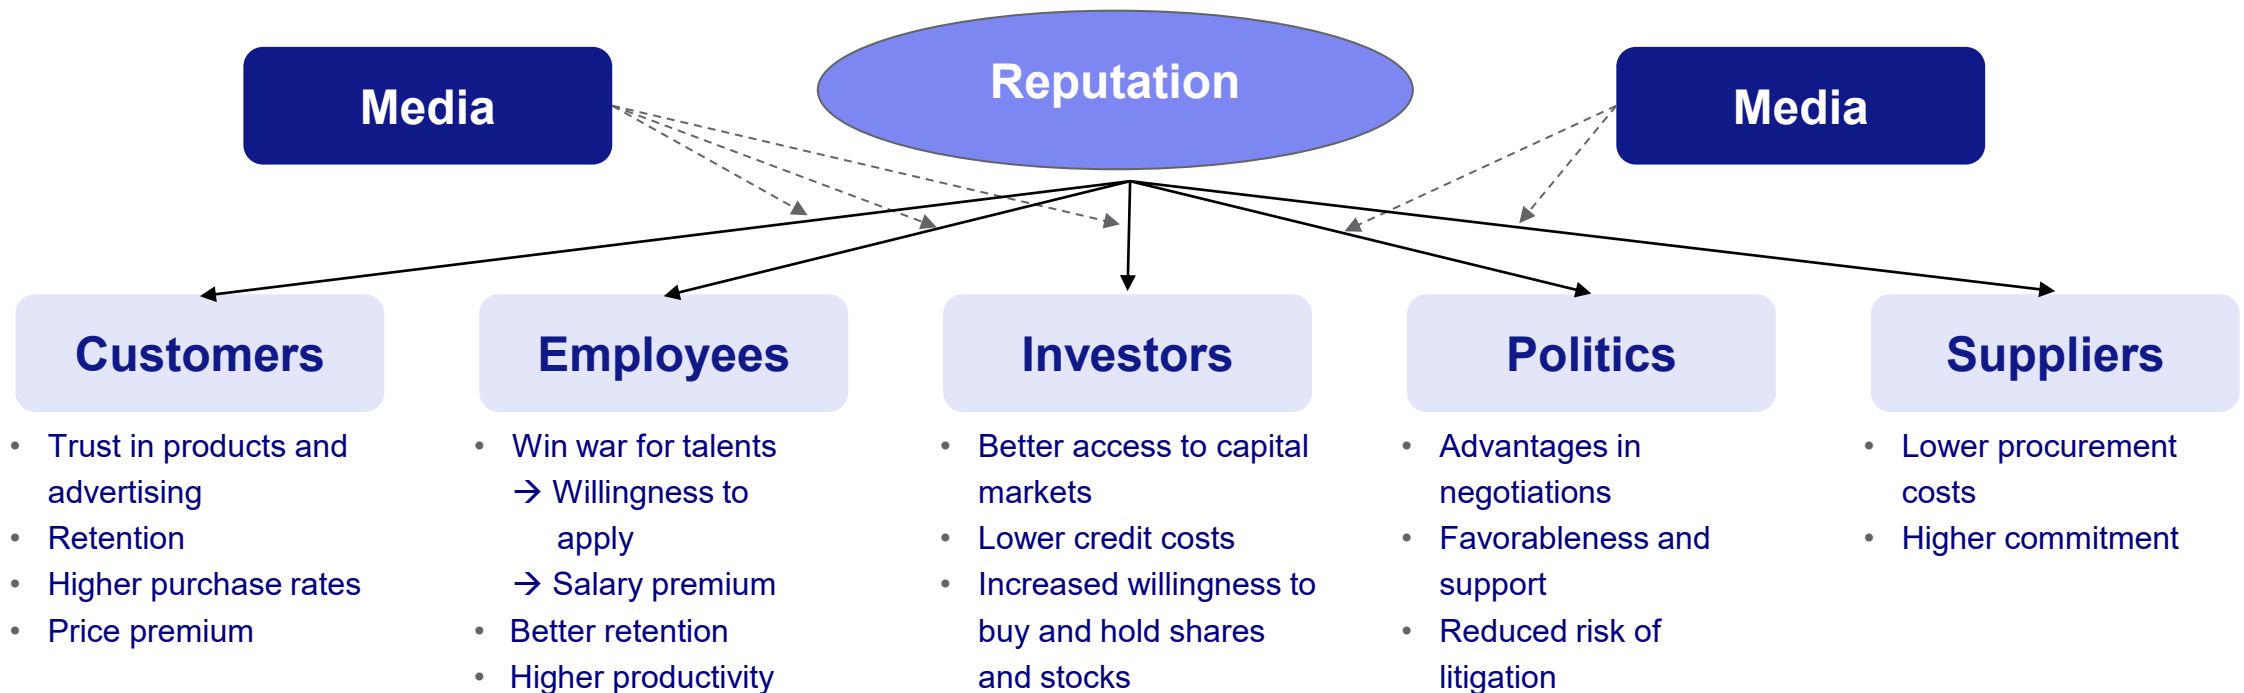 Reputation
Media
Media
Customers
• Trust in products and
advertising
• Retention
• Higher purchase rates
• Price premium
Employees
• Win war for talents
→ Willingness to
apply
→ Salary premium
• Better retention
• Higher productivity
Investors
• Better access to capital
markets
• Lower credit costs
• Increased willingness to
buy and hold shares
and stocks
Politics
• Advantages in
negotiations
• Favorableness and
support
• Reduced risk of
litigation
Suppliers
• Lower procurement
costs
• Higher commitment